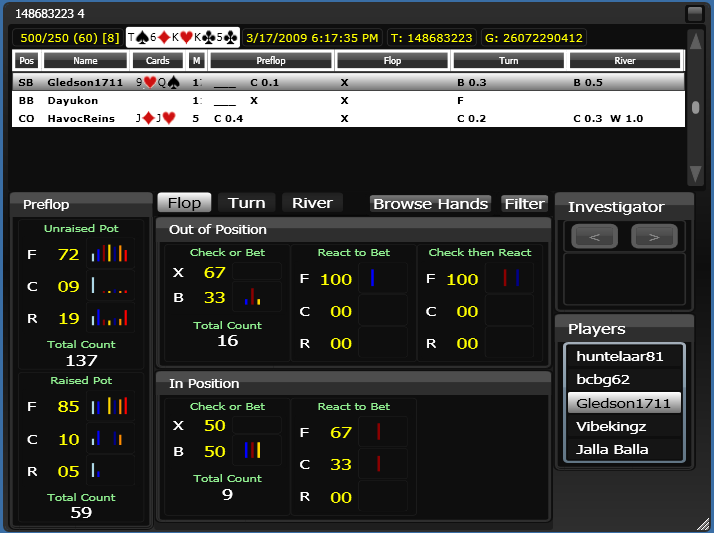 148683223 4
500/250 (60) [8] T♠6♦K♥K♣5♣ 3/17/2009 6:17:35 PM T: 148683223 G: 26072290412
Pos Name Cards M Preflop Flop Turn River
SB Gledson1711 9♥Q♠ ___ C 0.1 X B 0.3 B 0.5
BB Dayukon ___ X X F
CO HavocReins J♦J♥ 5 C 0.4 X C 0.2 C 0.3 W 1.0
Preflop
Unraised Pot
F 72
C 09
R 19
Total Count
137
Raised Pot
F 85
C 10
R 05
Total Count
59
Flop Turn River Browse Hands Filter
Out of Position
Check or Bet
X 67
B 33
Total Count
16
React to Bet
F 100
C 00
R 00
Check then React
F 100
C 00
R 00
In Position
Check or Bet
X 50
B 50
Total Count
9
React to Bet
F 67
C 33
R 00
Investigator
< >
Players
huntelaar81
bcbg62
Gledson1711
Vibekingz
Jalla Balla